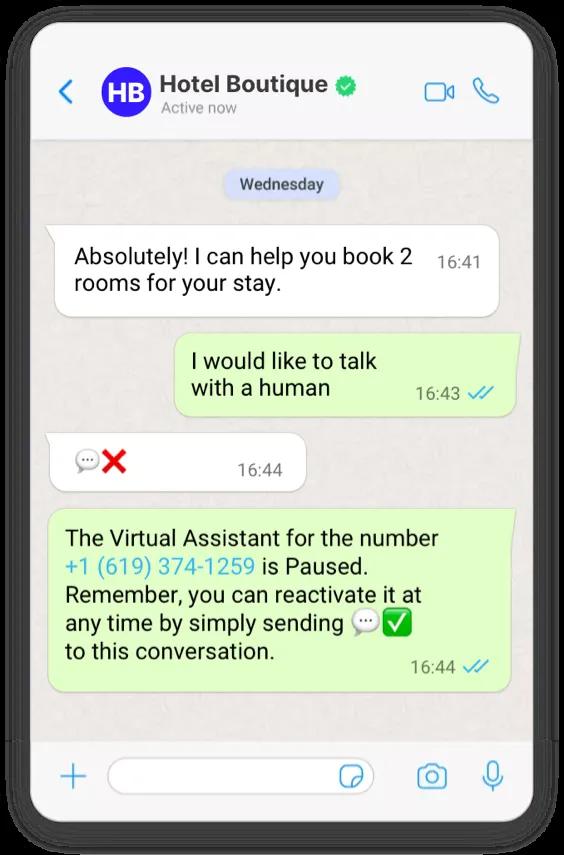 HB
Hotel Boutique
Active now
Wednesday
Absolutely! I can help you book 2
rooms for your stay.
16:41
I would like to talk
with a human
16:43
💬❌
16:44
The Virtual Assistant for the number
+1 (619) 374-1259 is Paused.
Remember, you can reactivate it at
any time by simply sending 💬✅
to this conversation.
16:44